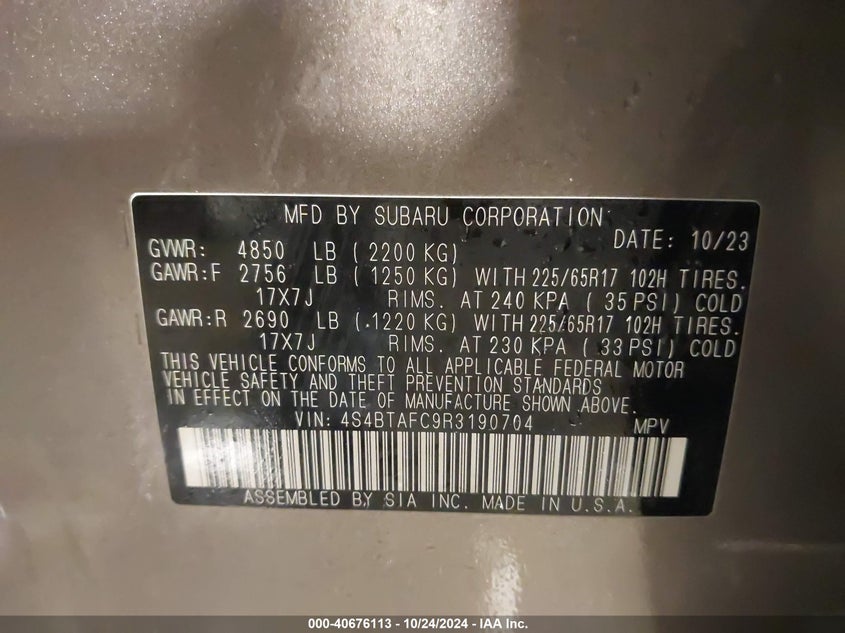 MFD BY SUBARU CORPORATION
DATE: 10/23
GVWR: 4850 LB ( 2200 KG)
GAWR:F 2756 LB ( 1250 KG) WITH 225/65R17 102H TIRES.
17X7J RIMS. AT 240 KPA ( 35 PSI) COLD
GAWR:R 2690 LB ( 1220 KG) WITH 225/65R17 102H TIRES.
17X7J RIMS. AT 230 KPA ( 33 PSI) COLD
THIS VEHICLE CONFORMS TO ALL APPLICABLE FEDERAL MOTOR
VEHICLE SAFETY AND THEFT PREVENTION STANDARDS
IN EFFECT ON THE DATE OF MANUFACTURE SHOWN ABOVE.
VIN: 4S4BTAFC9R3190704 MPV
ASSEMBLED BY SIA INC. MADE IN U.S.A.
000-40676113 - 10/24/2024 - IAA Inc.